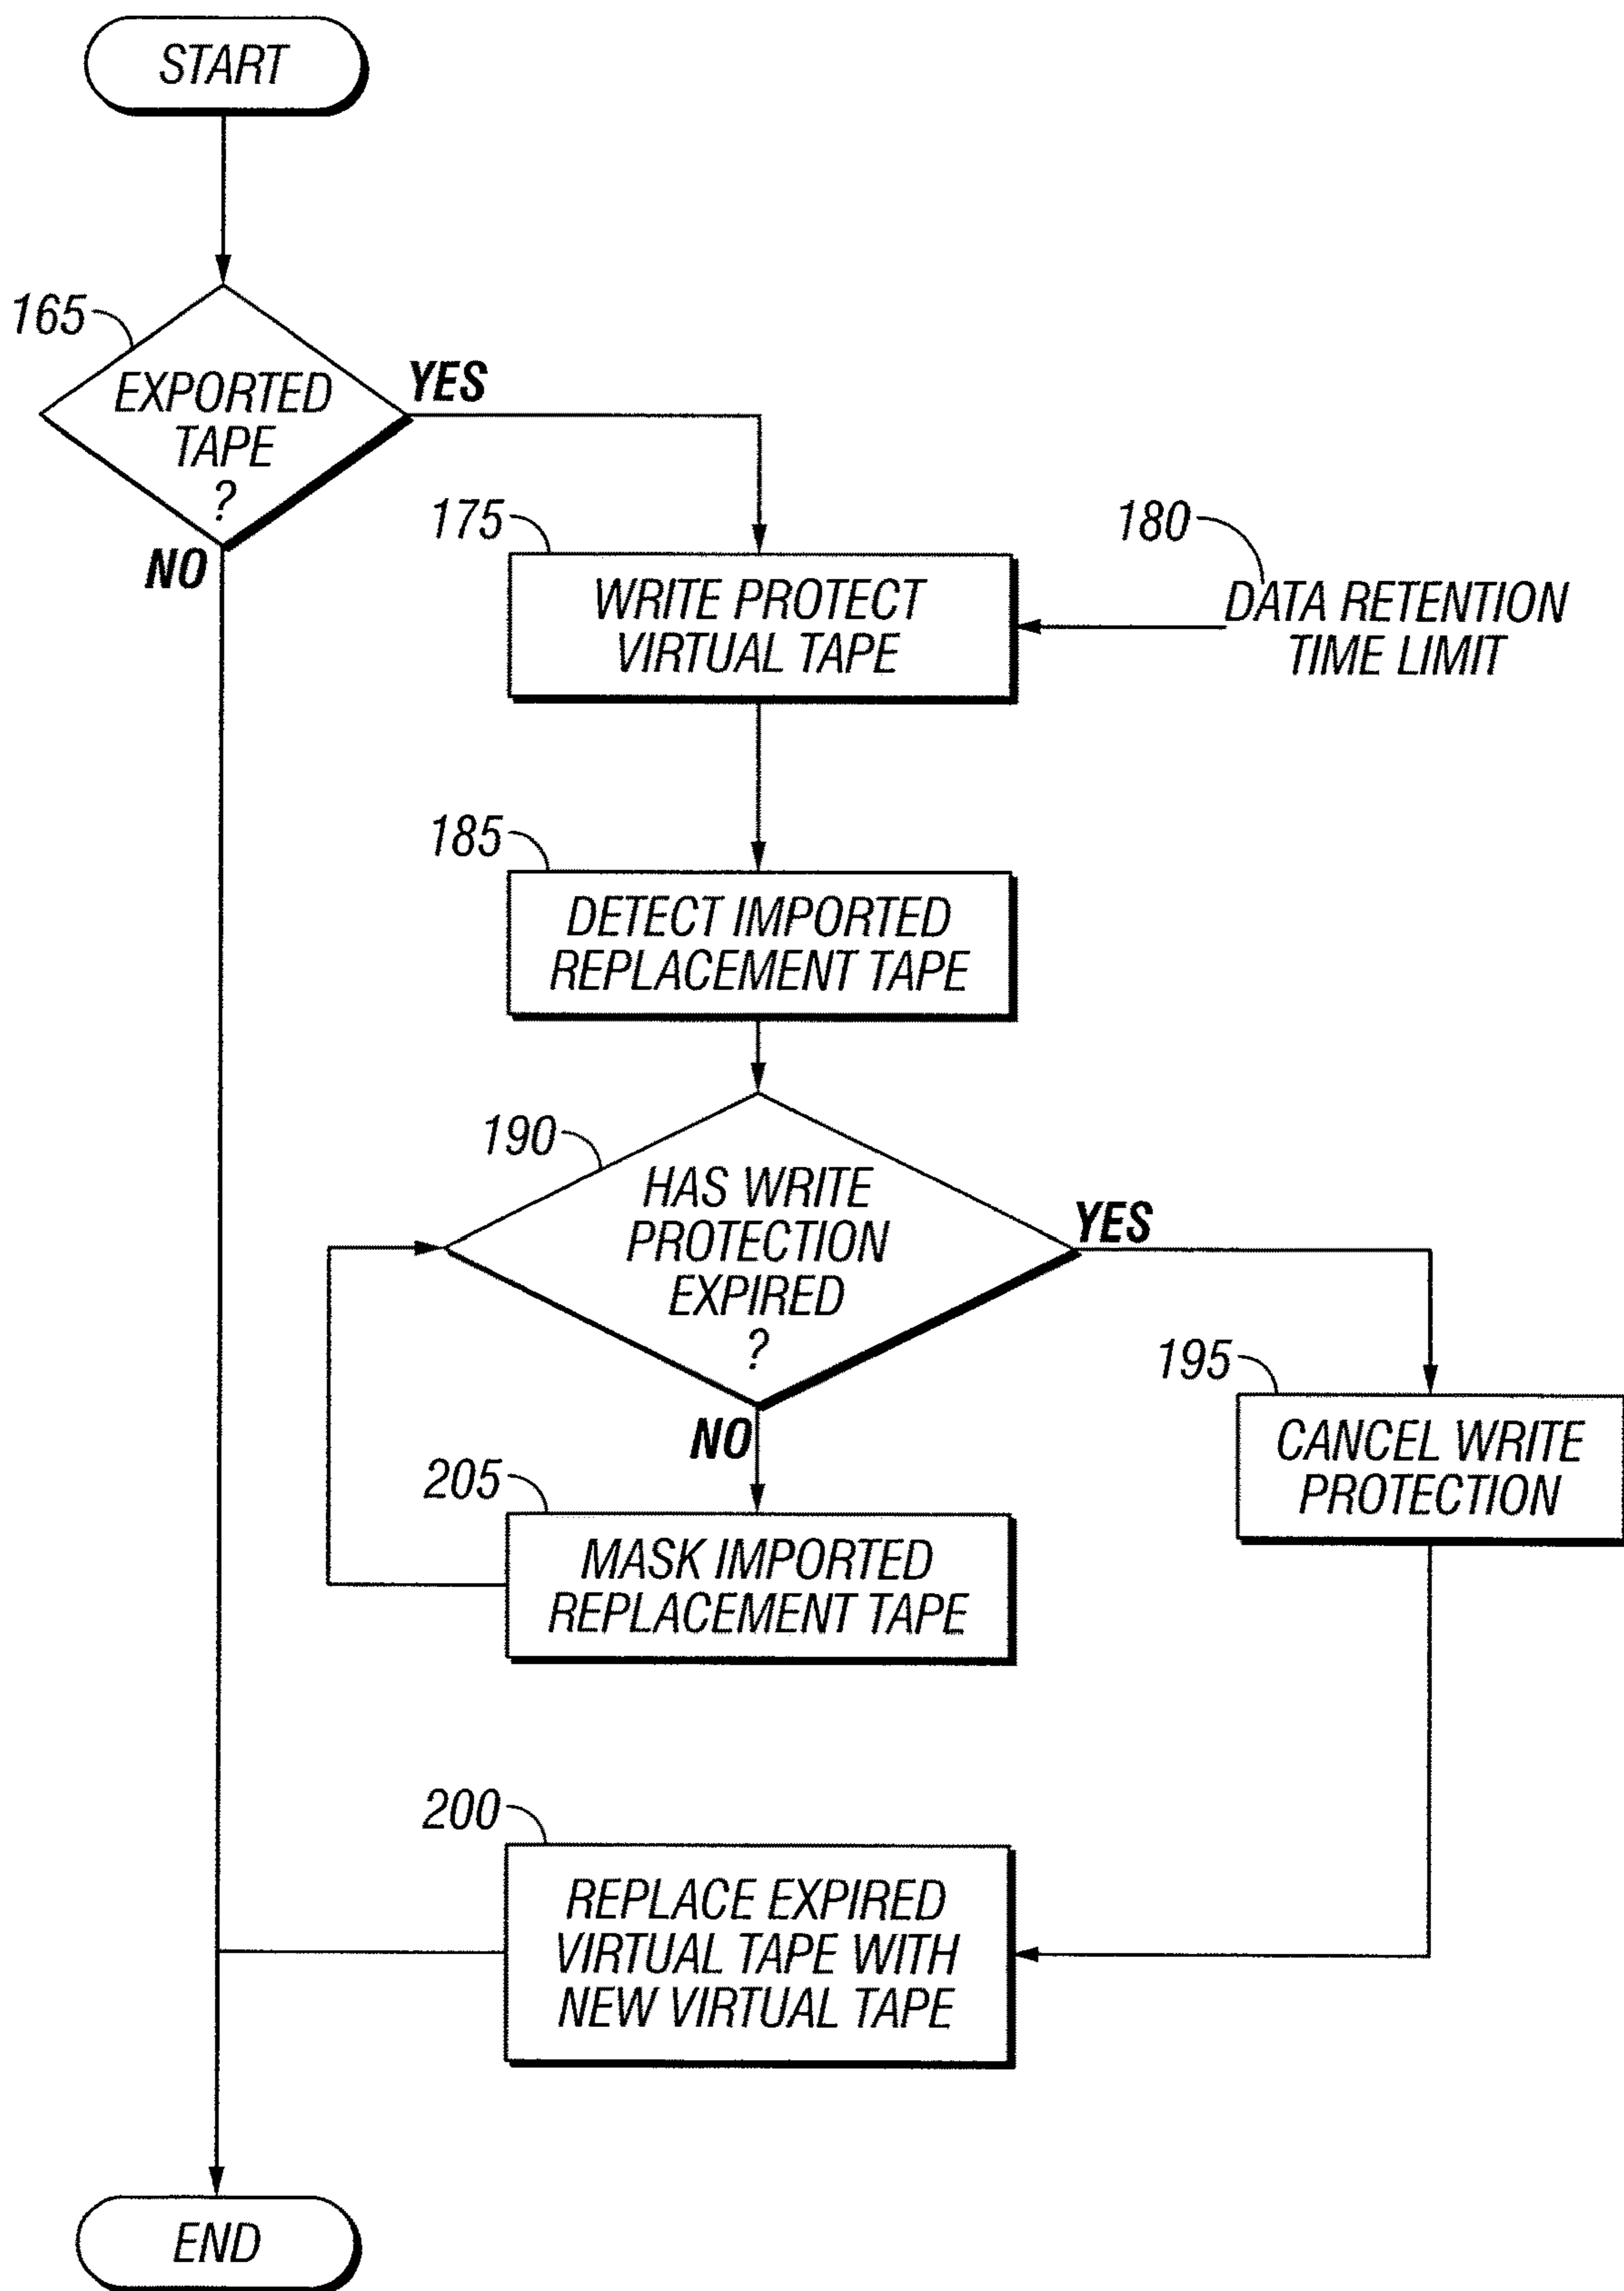 START
165
EXPORTED
TAPE
?
YES
NO
175
WRITE PROTECT
VIRTUAL TAPE
180
DATA RETENTION
TIME LIMIT
185
DETECT IMPORTED
REPLACEMENT TAPE
190
HAS WRITE
PROTECTION
EXPIRED
?
YES
NO
195
CANCEL WRITE
PROTECTION
205
MASK IMPORTED
REPLACEMENT TAPE
200
REPLACE EXPIRED
VIRTUAL TAPE WITH
NEW VIRTUAL TAPE
END